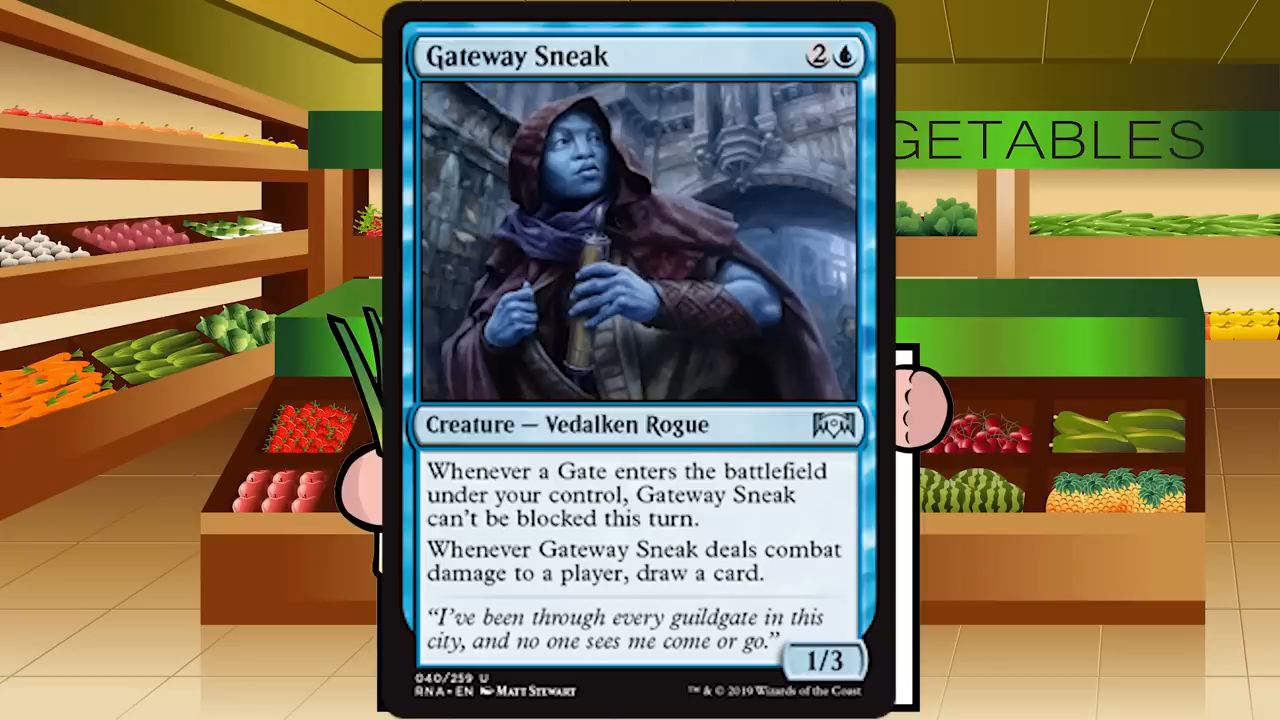 Gateway Sneak 2
GETABLES
Creature — Vedalken Rogue
Whenever a Gate enters the battlefield
under your control, Gateway Sneak
can't be blocked this turn.
Whenever Gateway Sneak deals combat
damage to a player, draw a card.
"I've been through every guildgate in this
city, and no one sees me come or go."
1/3
040/259 U
RNA • EN MATT STEWART
™ & © 2019 Wizards of the Coast